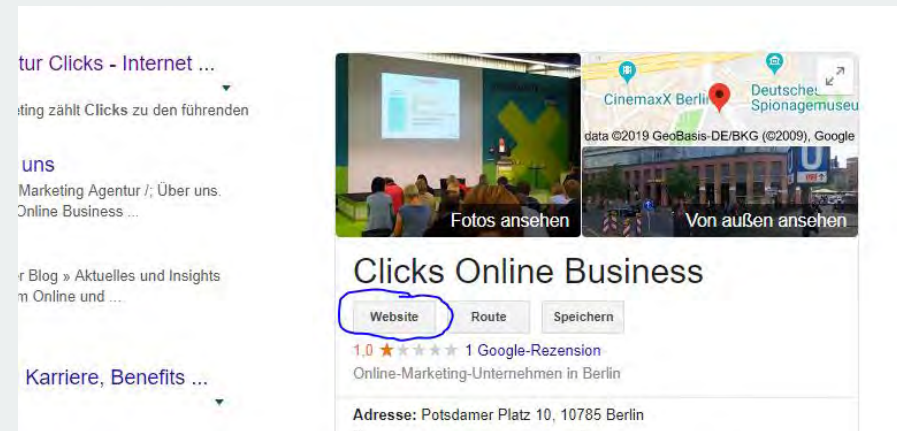 tur Clicks - Internet ...
eting zählt Clicks zu den führenden
uns
Marketing Agentur /; Über uns.
Online Business ...
r Blog » Aktuelles und Insights
m Online und ...
Karriere, Benefits ...
CinemaxX Berlin
Deutsches
Spionagemuseu
data ©2019 GeoBasis-DE/BKG (©2009), Google
U
Fotos ansehen
Von außen ansehen
Clicks Online Business
Website
Route
Speichern
1,0 1 Google-Rezension
Online-Marketing-Unternehmen in Berlin
Adresse: Potsdamer Platz 10, 10785 Berlin